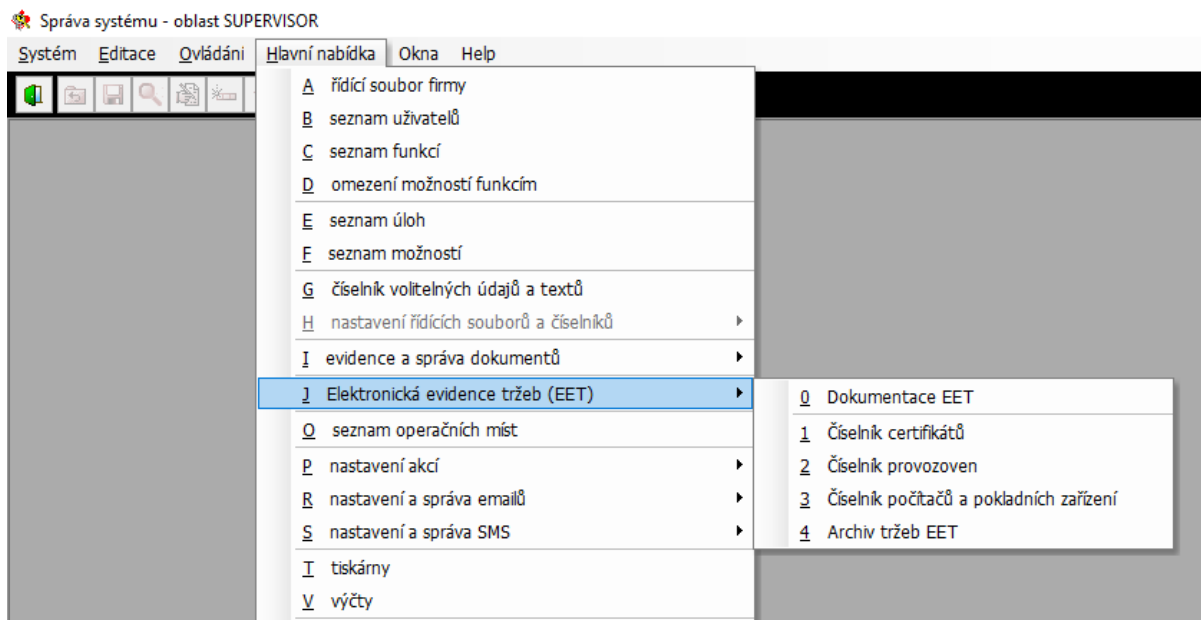 Správa systému - oblast SUPERVISOR
Systém Editace Ovládáni Hlavní nabídka Okna Help
A řídící soubor firmy
B seznam uživatelů
C seznam funkcí
D omezení možností funkcím
E seznam úloh
F seznam možností
G číselník volitelných údajů a textů
H nastavení řídících souborů a číselníků
I evidence a správa dokumentů
J Elektronická evidence tržeb (EET)
O seznam operačních míst
P nastavení akcí
R nastavení a správa emailů
S nastavení a správa SMS
T tiskárny
V výčty
0 Dokumentace EET
1 Číselník certifikátů
2 Číselník provozoven
3 Číselník počítačů a pokladních zařízení
4 Archiv tržeb EET